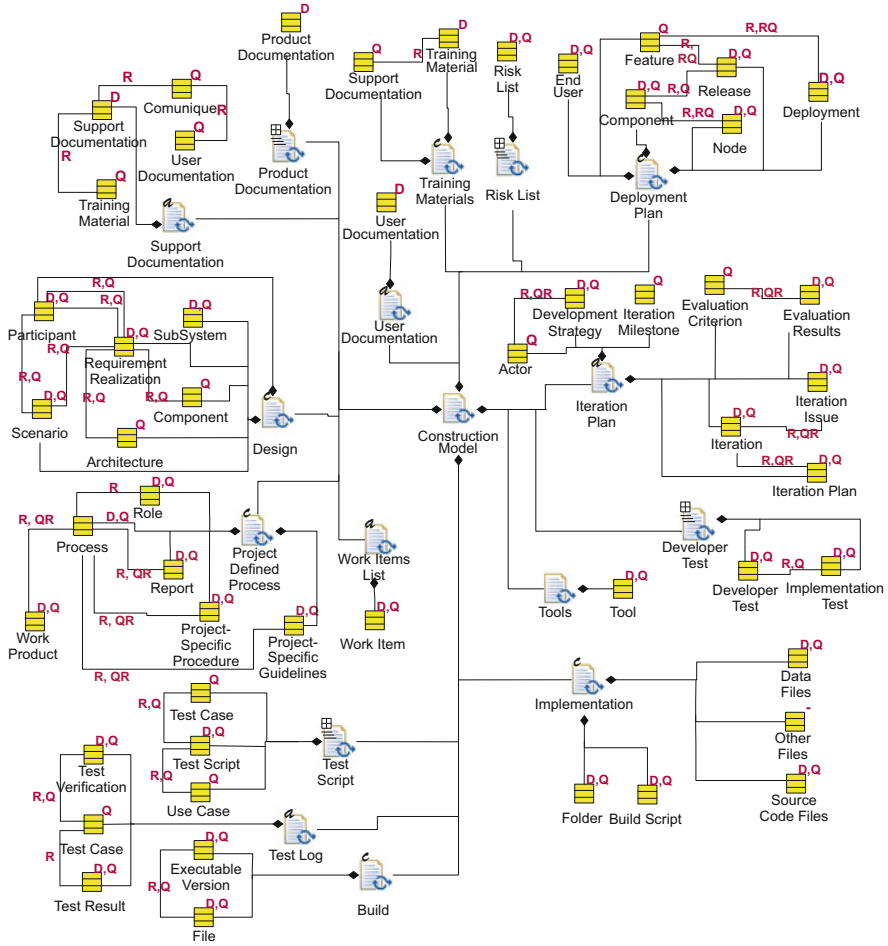 D
Product
Documentation
Product
Documentation
R
Q
Comunique
D
Support
Documentation
R
Q
User
Documentation
R
Q
Training
Material
Support
Documentation
Q
Support
Documentation
R
D
Training
Material
Training
Materials
D,Q
Risk
List
Risk List
D
User
Documentation
User
Documentation
D,Q
End
User
Q
Feature
R,RQ
R,
RQ
D,Q
Release
D,Q
Component
R,Q
R,RQ
D,Q
Node
D,Q
Deployment
Deployment
Plan
R,Q
R,Q
D,Q
Participant
D,Q
SubSystem
D,Q
Requirement
Realization
R,Q
R,Q
R,Q
R,Q
D,Q
Scenario
Q
Component
Q
Architecture
Design
Construction
Model
R,QR
D,Q
Development
Strategy
Q
Actor
D,Q
Iteration
Milestone
Iteration
Plan
Q
Evaluation
Criterion
R,QR
D,Q
Evaluation
Results
D,Q
Iteration
Issue
D,Q
Iteration
R,QR
R,QR
D,Q
Iteration Plan
R
D,Q
Role
R, QR
D,Q
Process
R, QR
D,Q
Report
R, QR
D,Q
Work
Product
D,Q
Project-
Specific
Procedure
R, QR
D,Q
Project-
Specific
Guidelines
Project
Defined
Process
Work Items
List
D,Q
Work Item
Developer
Test
D,Q
Developer
Test
R,Q
D,Q
Implementation
Test
Tools
D,Q
Tool
Implementation
D,Q
Data
Files
-
Other
Files
D,Q
Source
Code Files
D,Q
Folder
D,Q
Build Script
R,Q
Q
Test Case
D,Q
Test Script
R,Q
Q
Use Case
Test
Script
D,Q
Test
Verification
R,Q
Q
Test Case
R
D,Q
Test Result
Test Log
D,Q
Executable
Version
R,Q
D,Q
File
Build